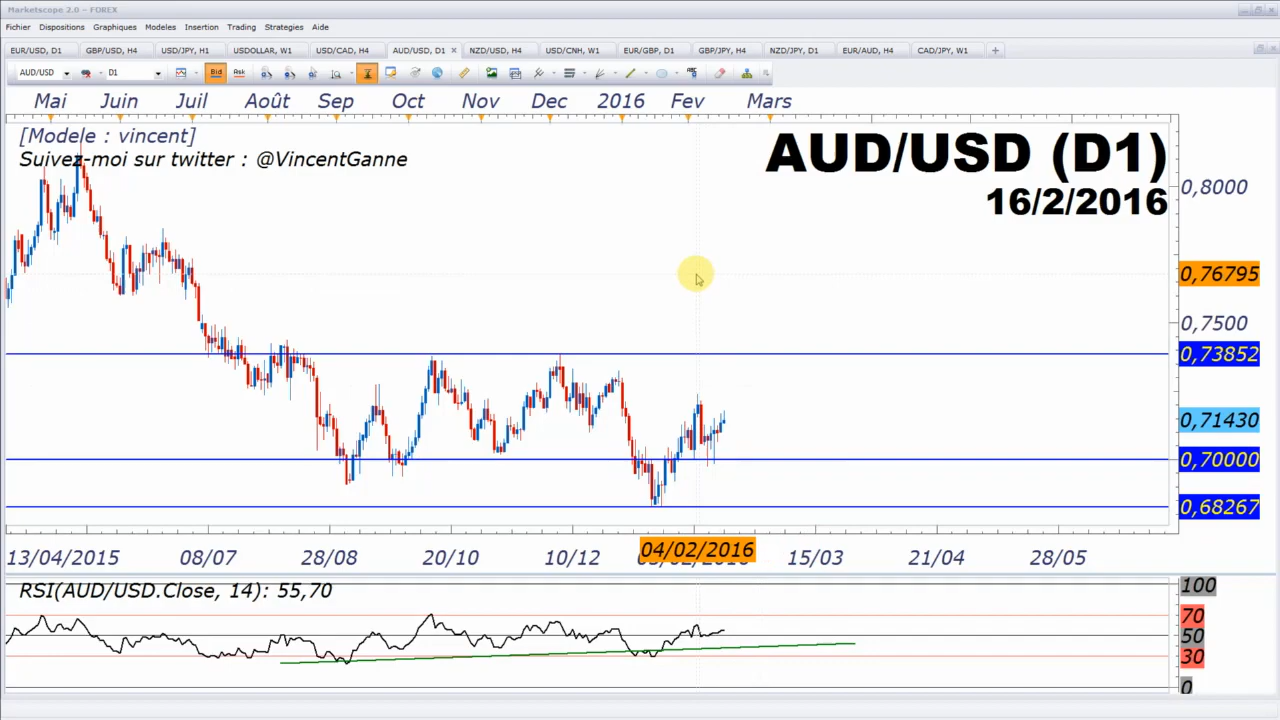 Marketscope 2.0 - FOREX
Fichier Dispositions Graphiques Modeles Insertion Trading Strategies Aide
EUR/USD, D1 GBP/USD, H4 USD/JPY, H1 USDOLLAR, W1 USD/CAD, H4 AUD/USD, D1 NZD/USD, H4 USD/CNH, W1 EUR/GBP, D1 GBP/JPY, H4 NZD/JPY, D1 EUR/AUD, H4 CAD/JPY, W1
AUD/USD D1 Bid Ask
Mai Juin Juil Août Sep Oct Nov Dec 2016 Fev Mars
[Modele : vincent]
Suivez-moi sur twitter : @VincentGanne
AUD/USD (D1)
16/2/2016
0,8000
0,76795
0,7500
0,73852
0,71430
0,70000
0,68267
13/04/2015 08/07 28/08 20/10 10/12 04/02/2016 15/03 21/04 28/05
RSI(AUD/USD.Close, 14): 55,70
100
70
50
30
0